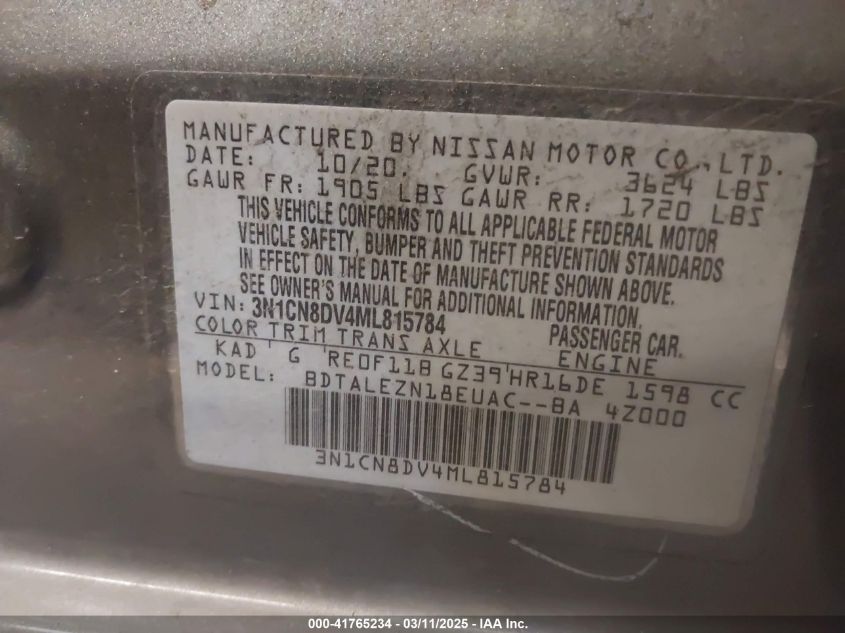 MANUFACTURED BY NISSAN MOTOR CO., LTD.
DATE: 10/20. GVWR: 3624 LBS
GAWR FR: 1905 LBS GAWR RR: 1720 LBS
THIS VEHICLE CONFORMS TO ALL APPLICABLE FEDERAL MOTOR
VEHICLE SAFETY, BUMPER AND THEFT PREVENTION STANDARDS
IN EFFECT ON THE DATE OF MANUFACTURE SHOWN ABOVE.
SEE OWNER'S MANUAL FOR ADDITIONAL INFORMATION.
VIN: 3N1CN8DV4ML815784 PASSENGER CAR.
COLOR TRIM TRANS AXLE ENGINE
KAD G RE0F11B GZ39 HR16DE 1598 CC
MODEL: BDTALEZN18EUAC--BA 4Z000
3N1CN8DV4ML815784
000-41765234 - 03/11/2025 - IAA Inc.